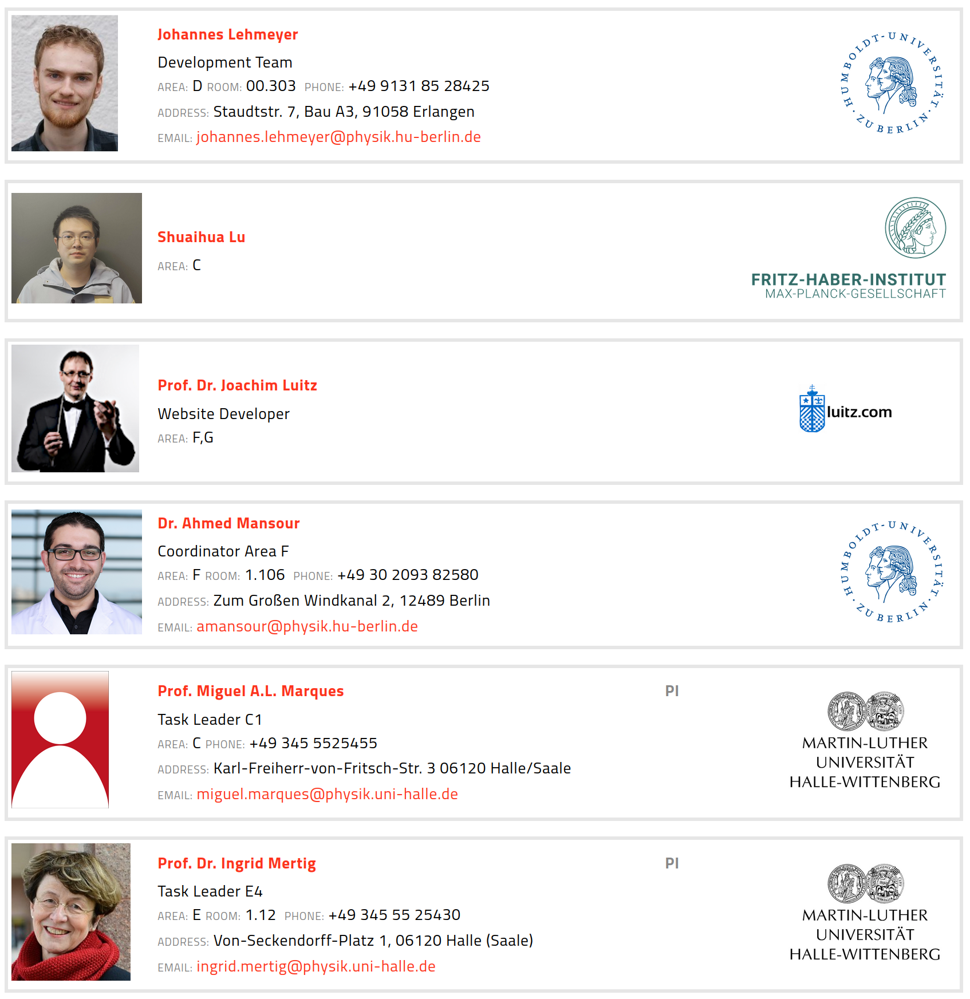 Johannes Lehmeyer
Development Team
AREA: D ROOM: 00.303 PHONE: +49 9131 85 28425
ADDRESS: Staudtstr. 7, Bau A3, 91058 Erlangen
EMAIL: johannes.lehmeyer@physik.hu-berlin.de
HUMBOLDT-UNIVERSITÄT
· ZU BERLIN ·
Shuaihua Lu
AREA: C
FRITZ-HABER-INSTITUT
MAX-PLANCK-GESELLSCHAFT
Prof. Dr. Joachim Luitz
Website Developer
AREA: F,G
luitz.com
Dr. Ahmed Mansour
Coordinator Area F
AREA: F ROOM: 1.106 PHONE: +49 30 2093 82580
ADDRESS: Zum Großen Windkanal 2, 12489 Berlin
EMAIL: amansour@physik.hu-berlin.de
HUMBOLDT-UNIVERSITÄT
· ZU BERLIN ·
Prof. Miguel A.L. Marques PI
Task Leader C1
AREA: C PHONE: +49 345 5525455
ADDRESS: Karl-Freiherr-von-Fritsch-Str. 3 06120 Halle/Saale
EMAIL: miguel.marques@physik.uni-halle.de
MARTIN-LUTHER
UNIVERSITÄT
HALLE-WITTENBERG
Prof. Dr. Ingrid Mertig PI
Task Leader E4
AREA: E ROOM: 1.12 PHONE: +49 345 55 25430
ADDRESS: Von-Seckendorff-Platz 1, 06120 Halle (Saale)
EMAIL: ingrid.mertig@physik.uni-halle.de
MARTIN-LUTHER
UNIVERSITÄT
HALLE-WITTENBERG